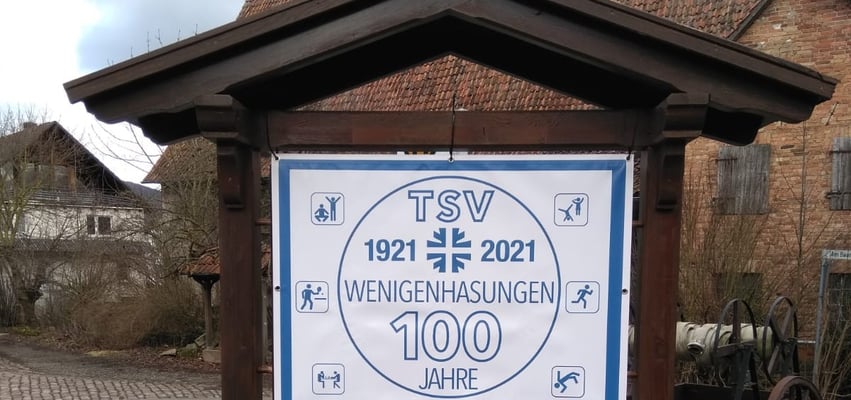 TSV
1921 2021
WENIGENHASUNGEN
100
JAHRE